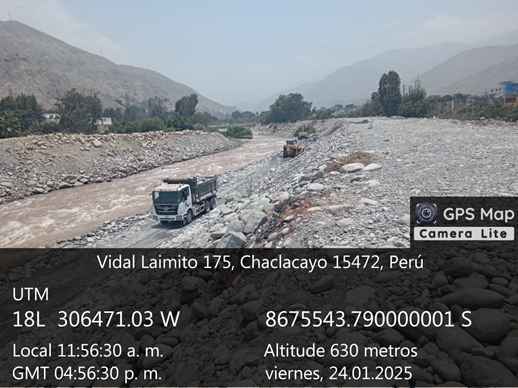 GPS Map
Camera Lite
Vidal Laimito 175, Chaclacayo 15472, Perú
UTM
18L 306471.03 W
8675543.790000001 S
Local 11:56:30 a. m.
Altitude 630 metros
GMT 04:56:30 p. m.
viernes, 24.01.2025